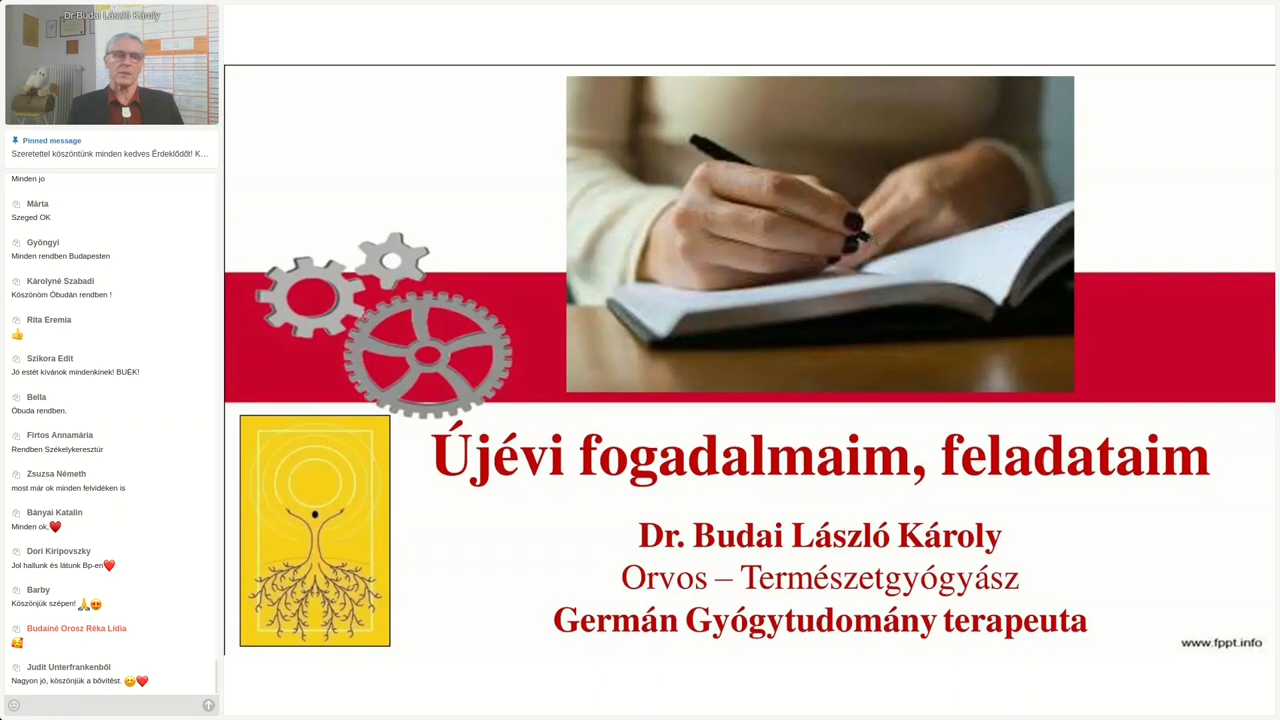 Dr Budai László Károly
Pinned message
Szeretettel köszöntünk minden kedves Érdeklődőt! K…
Minden jo
Márta
Szeged OK
Gyöngyi
Minden rendben Budapesten
Károlyné Szabadi
Köszönöm Óbudán rendben !
Rita Eremia
👍
Szikora Edit
Jó estét kívánok mindenkinek! BUÉK!
Bella
Óbuda rendben.
Firtos Annamária
Rendben Székelykeresztúr
Zsuzsa Németh
most már ok minden felvidéken is
Bányai Katalin
Minden ok,❤️
Dori Kiripovszky
Jol hallunk és látunk Bp-en❤️
Barby
Köszönjük szépen! 🙏😍
Budainé Orosz Réka Lídia
🥰
Judit Unterfrankenből
Nagyon jó, köszönjük a bővítést. 😊❤️
Újévi fogadalmaim, feladataim
Dr. Budai László Károly
Orvos – Természetgyógyász
Germán Gyógytudomány terapeuta
www.fppt.info